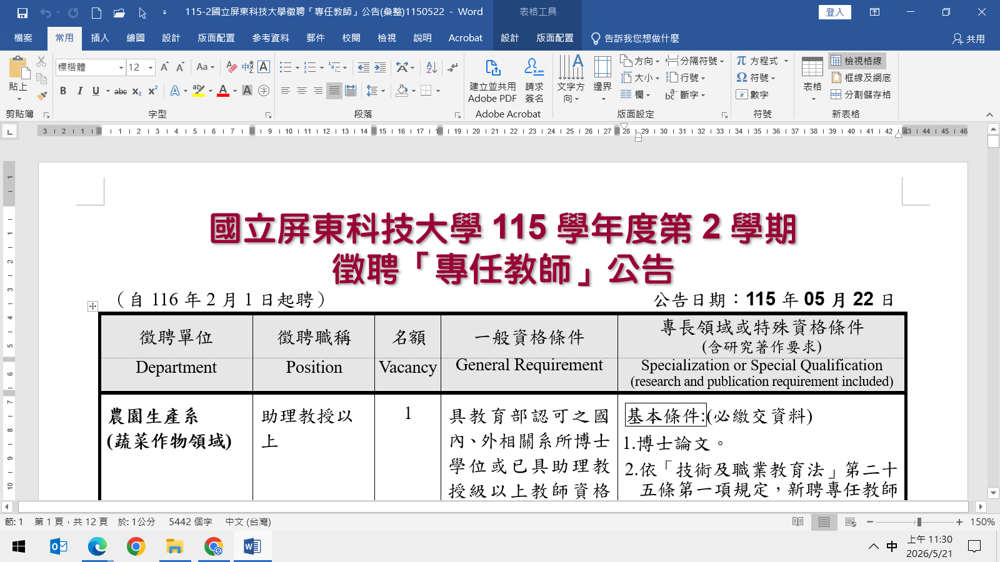 115-2國立屏東科技大學徵聘「專任教師」公告(彙整)1150522 - Word
表格工具
登入
檔案 常用 插入 繪圖 設計 版面配置 參考資料 郵件 校閱 檢視 說明 Acrobat 設計 版面配置 告訴我您想做什麼 共用
貼上
剪貼簿
標楷體 12
字型
段落
建立並共用 Adobe PDF
請求簽名
Adobe Acrobat
文字方向
邊界
方向
大小
欄
分隔符號
行號
斷字
版面設定
方程式
符號
數字
符號
表格
檢視格線
框線及網底
分割儲存格
新表格
國立屏東科技大學 115 學年度第 2 學期
徵聘「專任教師」公告
（自 116 年 2 月 1 日起聘） 公告日期：115 年 05 月 22 日
徵聘單位 徵聘職稱 名額 一般資格條件 專長領域或特殊資格條件
(含研究著作要求)
Department Position Vacancy General Requirement Specialization or Special Qualification
(research and publication requirement included)
農園生產系
(蔬菜作物領域)
助理教授以
上
1
具教育部認可之國
內、外相關系所博士
學位或已具助理教
授級以上教師資格
基本條件:(必繳交資料)
1.博士論文。
2.依「技術及職業教育法」第二十
五條第一項規定，新聘專任教師
節: 1 第 1 頁，共 12 頁 於: 1公分 5442 個字 中文 (台灣) 150%
中
上午 11:30
2026/5/21